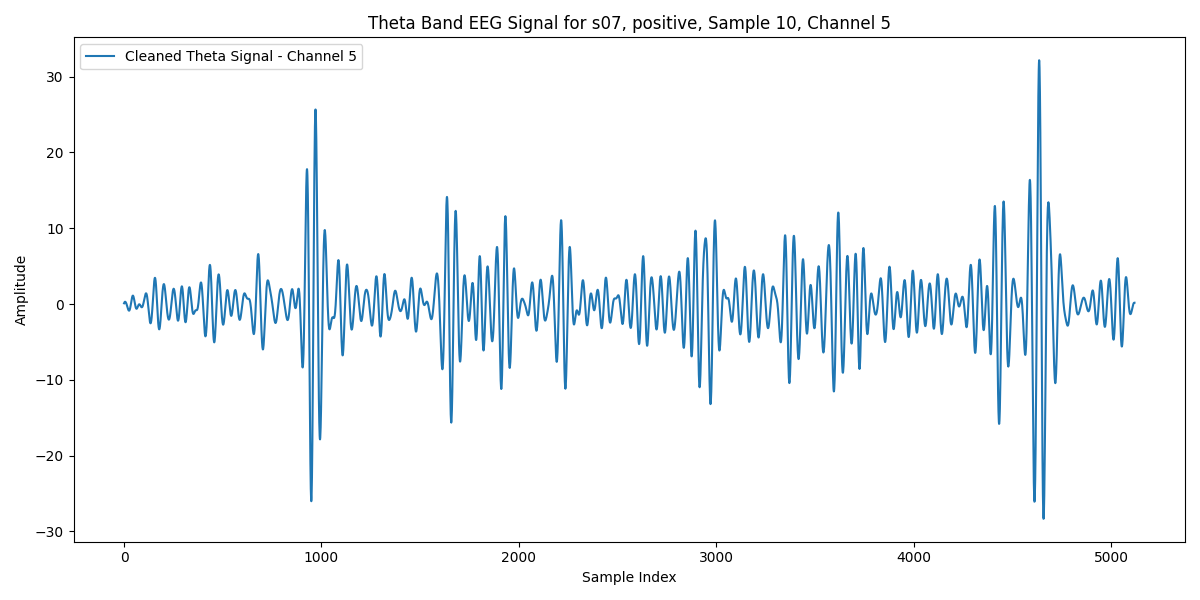 Theta Band EEG Signal for s07, positive, Sample 10, Channel 5
Cleaned Theta Signal - Channel 5
Amplitude
30
20
10
0
−10
−20
−30
0 1000 2000 3000 4000 5000
Sample Index